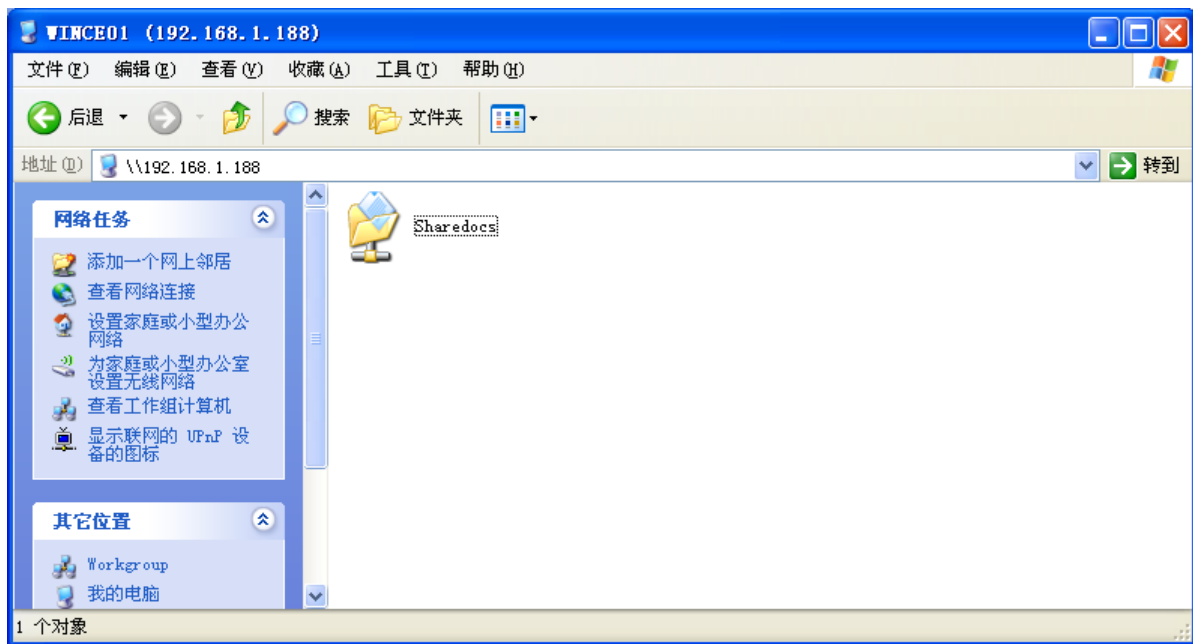 WINCE01 (192.168.1.188)
文件(F) 编辑(E) 查看(V) 收藏(A) 工具(T) 帮助(H)
后退 搜索 文件夹
地址(D) \\192.168.1.188 转到
网络任务
添加一个网上邻居
查看网络连接
设置家庭或小型办公
网络
为家庭或小型办公室
设置无线网络
查看工作组计算机
显示联网的 UPnP 设
备的图标
其它位置
Workgroup
我的电脑
Sharedocs
1 个对象